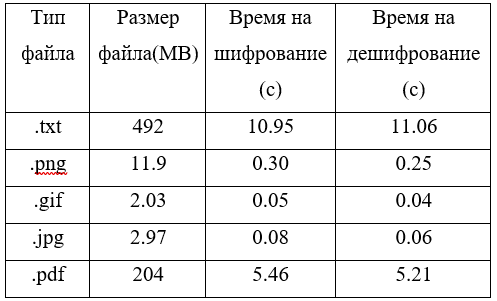 Тип файла Размер файла(MB) Время на шифрование (с) Время на дешифрование (с)
.txt 492 10.95 11.06
.png 11.9 0.30 0.25
.gif 2.03 0.05 0.04
.jpg 2.97 0.08 0.06
.pdf 204 5.46 5.21